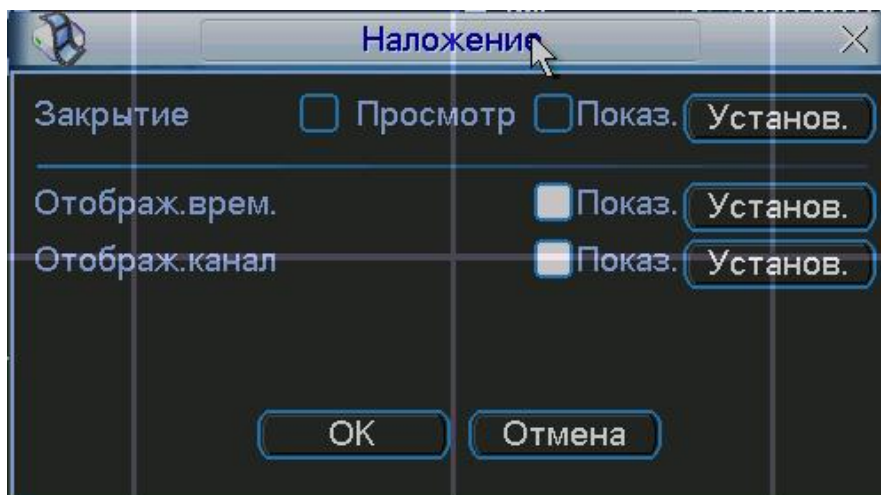 Наложение
Закрытие Просмотр Показ. Установ.
Отображ.врем. Показ. Установ.
Отображ.канал Показ. Установ.
OK Отмена